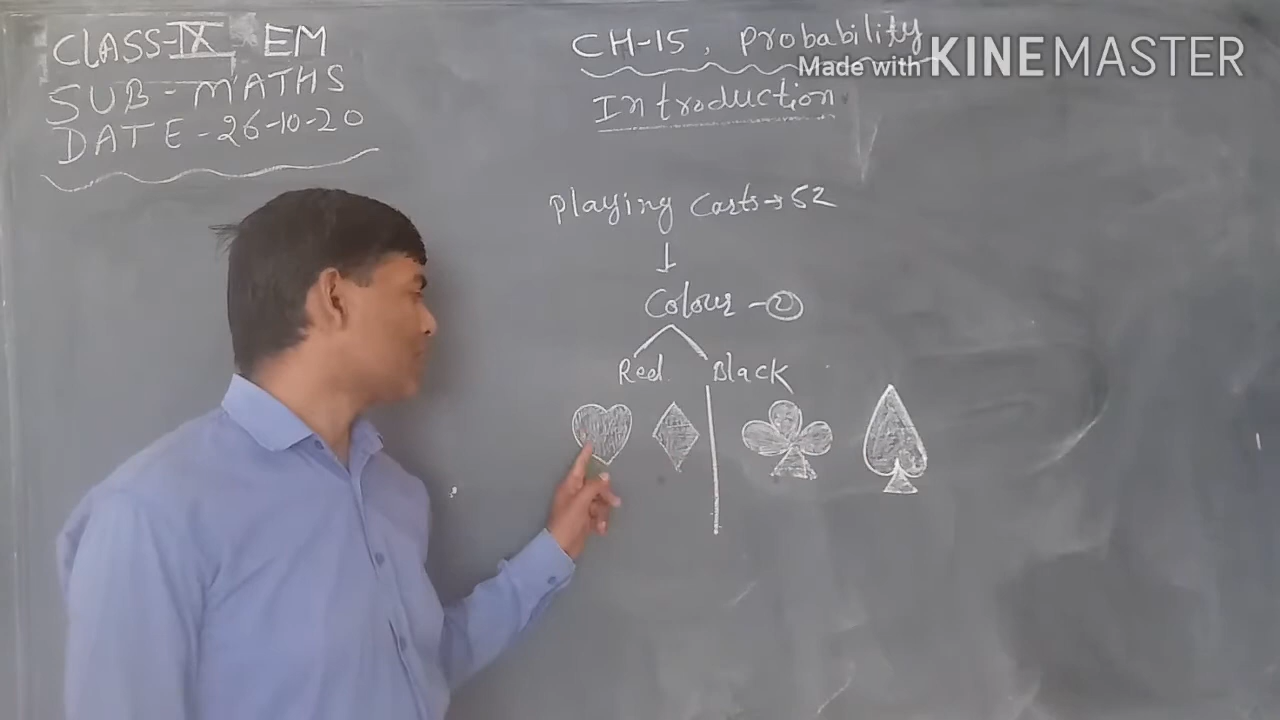 CLASS-IX EM
SUB-MATHS
DATE-26-10-20
CH-15, Probability
Made with KINEMASTER
Introduction
Playing Carts→52
Colour -②
Red Black